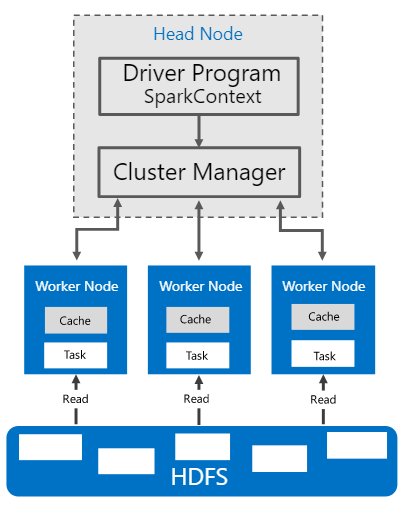 Head Node
Driver Program
SparkContext
Cluster Manager
Worker Node
Cache
Task
Worker Node
Cache
Task
Worker Node
Cache
Task
Read
Read
Read
HDFS